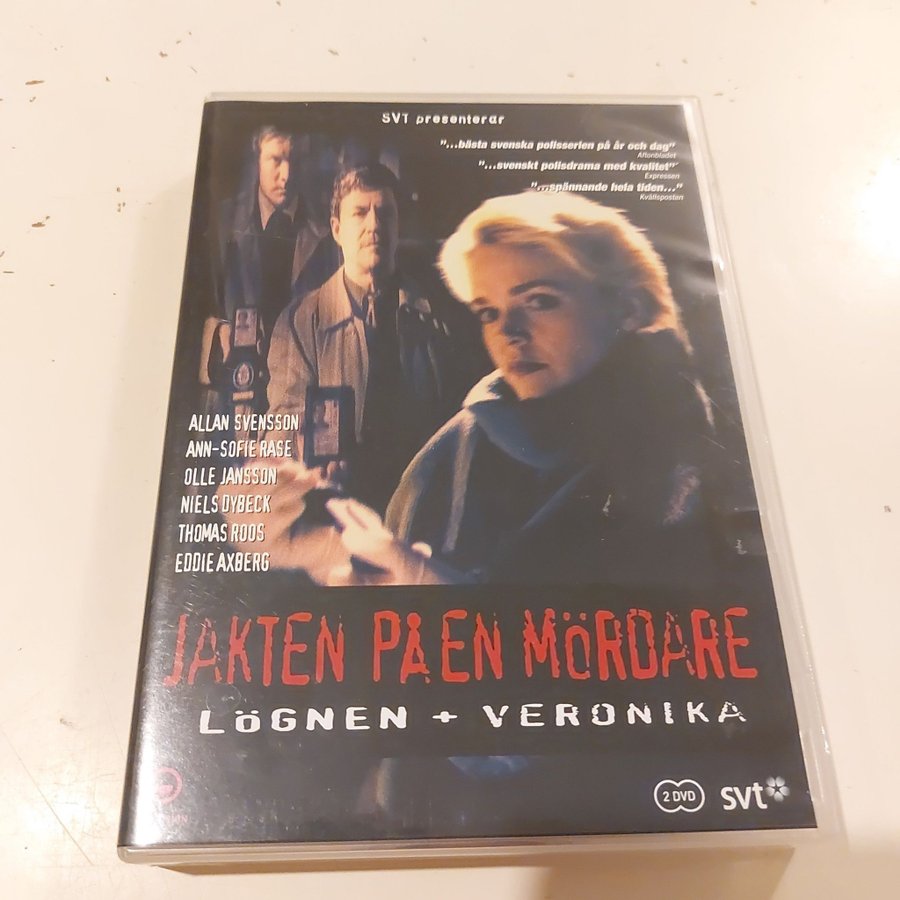 SVT presenterar
"...bästa svenska polisserien på år och dag"
Aftonbladet
"...svenskt polisdrama med kvalitet"
Expressen
"...spännande hela tiden..."
Kvällsposten
ALLAN SVENSSON
ANN-SOFIE RASE
OLLE JANSSON
NIELS DYBECK
THOMAS ROOS
EDDIE AXBERG
JAKTEN PÅ EN MÖRDARE
LÖGNEN + VERONIKA
2 DVD
svt